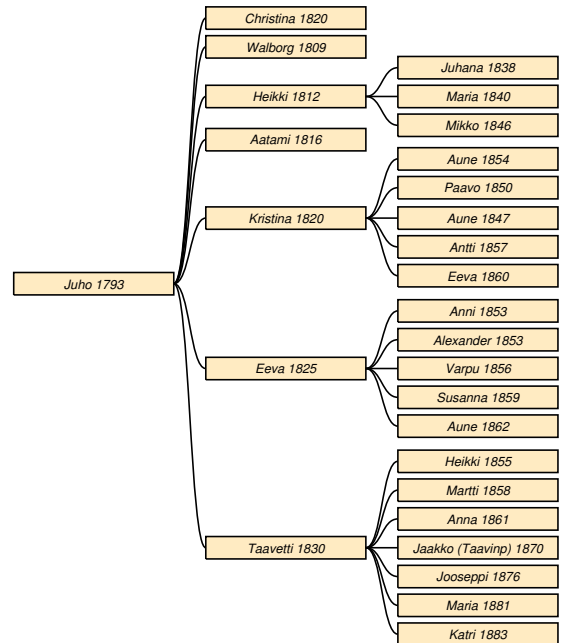 Juho 1793
Christina 1820
Walborg 1809
Heikki 1812
Juhana 1838
Maria 1840
Mikko 1846
Aatami 1816
Kristina 1820
Aune 1854
Paavo 1850
Aune 1847
Antti 1857
Eeva 1860
Eeva 1825
Anni 1853
Alexander 1853
Varpu 1856
Susanna 1859
Aune 1862
Taavetti 1830
Heikki 1855
Martti 1858
Anna 1861
Jaakko (Taavinp) 1870
Jooseppi 1876
Maria 1881
Katri 1883